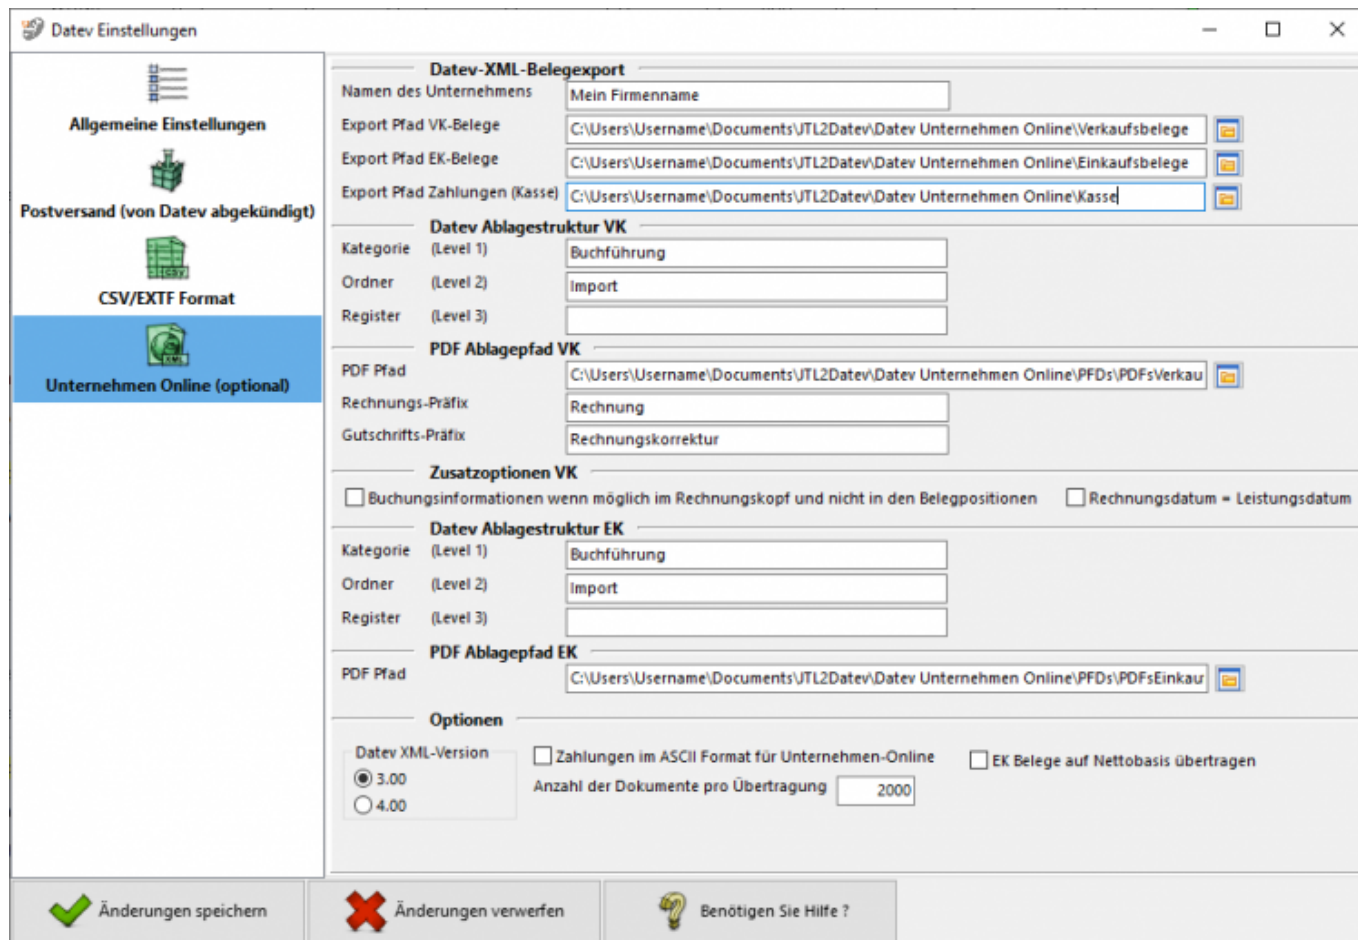 Datev Einstellungen
Allgemeine Einstellungen
Postversand (von Datev abgekündigt)
CSV
CSV/EXTF Format
XML
Unternehmen Online (optional)
Datev-XML-Belegexport
Namen des Unternehmens Mein Firmenname
Export Pfad VK-Belege C:\Users\Username\Documents\JTL2Datev\Datev Unternehmen Online\Verkaufsbelege
Export Pfad EK-Belege C:\Users\Username\Documents\JTL2Datev\Datev Unternehmen Online\Einkaufsbelege
Export Pfad Zahlungen (Kasse) C:\Users\Username\Documents\JTL2Datev\Datev Unternehmen Online\Kasse
Datev Ablagestruktur VK
Kategorie (Level 1) Buchführung
Ordner (Level 2) Import
Register (Level 3)
PDF Ablagepfad VK
PDF Pfad C:\Users\Username\Documents\JTL2Datev\Datev Unternehmen Online\PFDs\PDFsVerkau
Rechnungs-Präfix Rechnung
Gutschrifts-Präfix Rechnungskorrektur
Zusatzoptionen VK
Buchungsinformationen wenn möglich im Rechnungskopf und nicht in den Belegpositionen Rechnungsdatum = Leistungsdatum
Datev Ablagestruktur EK
Kategorie (Level 1) Buchführung
Ordner (Level 2) Import
Register (Level 3)
PDF Ablagepfad EK
PDF Pfad C:\Users\Username\Documents\JTL2Datev\Datev Unternehmen Online\PFDs\PDFsEinkau
Optionen
Datev XML-Version
3.00
4.00
Zahlungen im ASCII Format für Unternehmen-Online
EK Belege auf Nettobasis übertragen
Anzahl der Dokumente pro Übertragung 2000
Änderungen speichern
Änderungen verwerfen
Benötigen Sie Hilfe ?